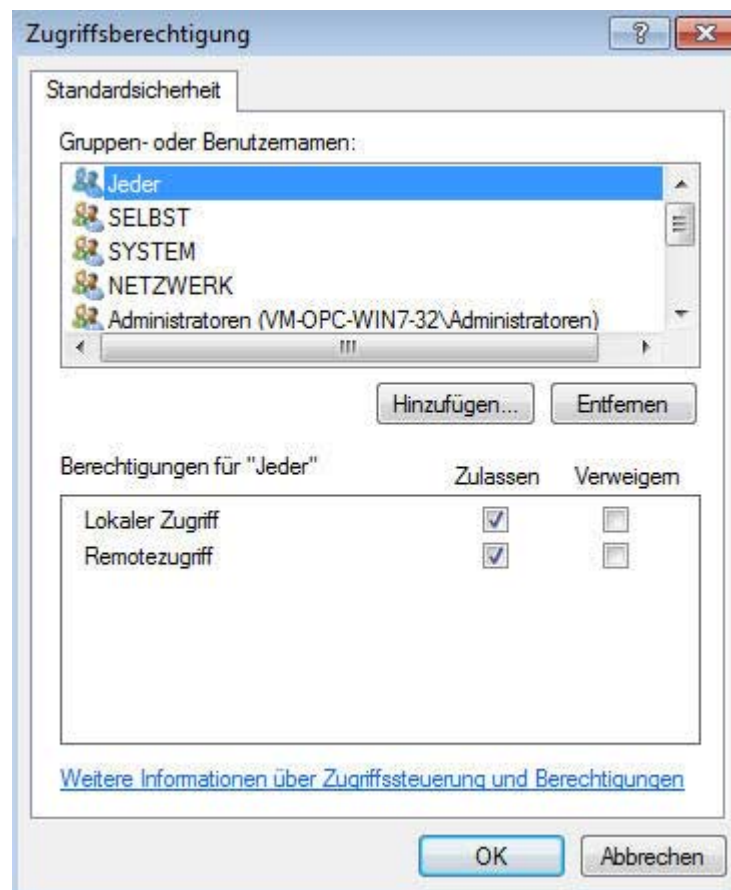 Zugriffsberechtigung
Standardsicherheit
Gruppen- oder Benutzernamen:
Jeder
SELBST
SYSTEM
NETZWERK
Administratoren (VM-OPC-WIN7-32\Administratoren)
Hinzufügen... Entfernen
Berechtigungen für "Jeder" Zulassen Verweigern
Lokaler Zugriff
Remotezugriff
Weitere Informationen über Zugriffssteuerung und Berechtigungen
OK Abbrechen